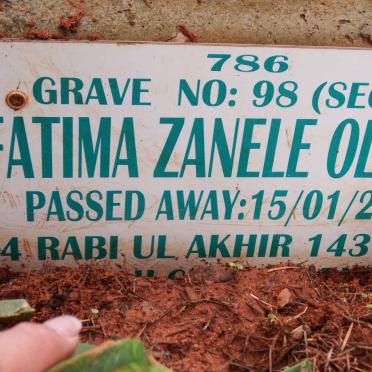 786
GRAVE NO: 98 (SEC
FATIMA ZANELE OL
PASSED AWAY:15/01/2
4 RABI UL AKHIR 143